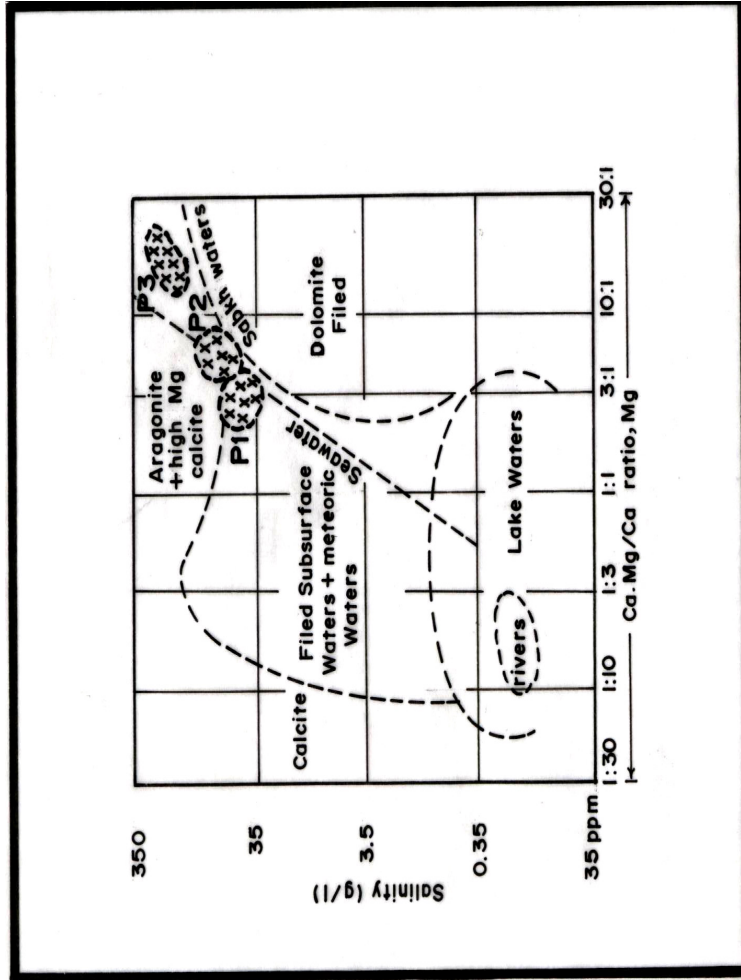 350
35
3.5
0.35
35 ppm
Salinity (g/l)
Aragonite
+ high Mg
calcite
P1
P2
P3
Sabkh waters
Dolomite
Filed
Seawater
Filed Subsurface
Waters + meteoric
Waters
Calcite
Lake Waters
rivers
1:30
1:10
1:3
1:1
3:1
10:1
30:1
Ca. Mg/Ca ratio, Mg